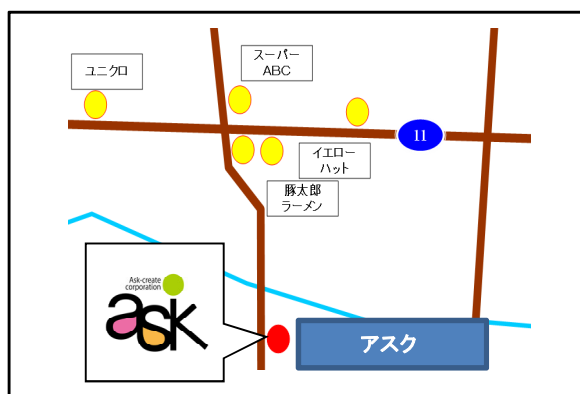 ユニクロ
スーパー
ABC
11
イエロー
ハット
豚太郎
ラーメン
Ask-create
corporation
ask
アスク